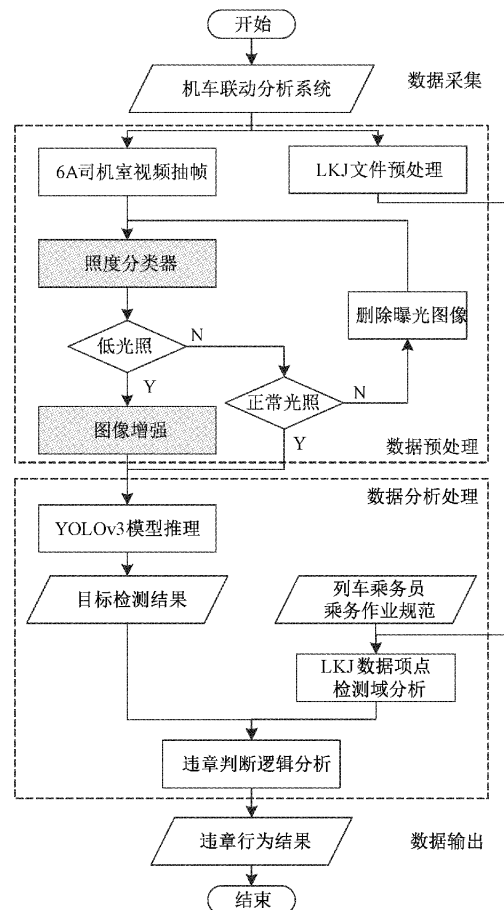 开始
机车联动分析系统
数据采集
6A司机室视频抽帧
LKJ文件预处理
照度分类器
删除曝光图像
低光照
N
Y
正常光照
N
Y
图像增强
数据预处理
数据分析处理
YOLOv3模型推理
目标检测结果
列车乘务员
乘务作业规范
LKJ数据项点
检测域分析
违章判断逻辑分析
违章行为结果
数据输出
结束